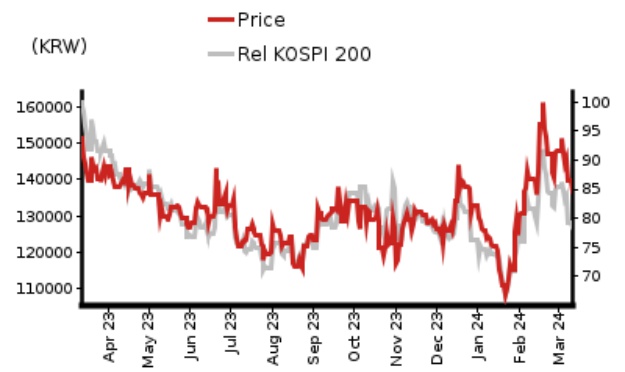 Price
(KRW)
Rel KOSPI 200
160000
150000
140000
130000
120000
110000
100
95
90
85
80
75
70
Apr 23
May 23
Jun 23
Jul 23
Aug 23
Sep 23
Oct 23
Nov 23
Dec 23
Jan 24
Feb 24
Mar 24